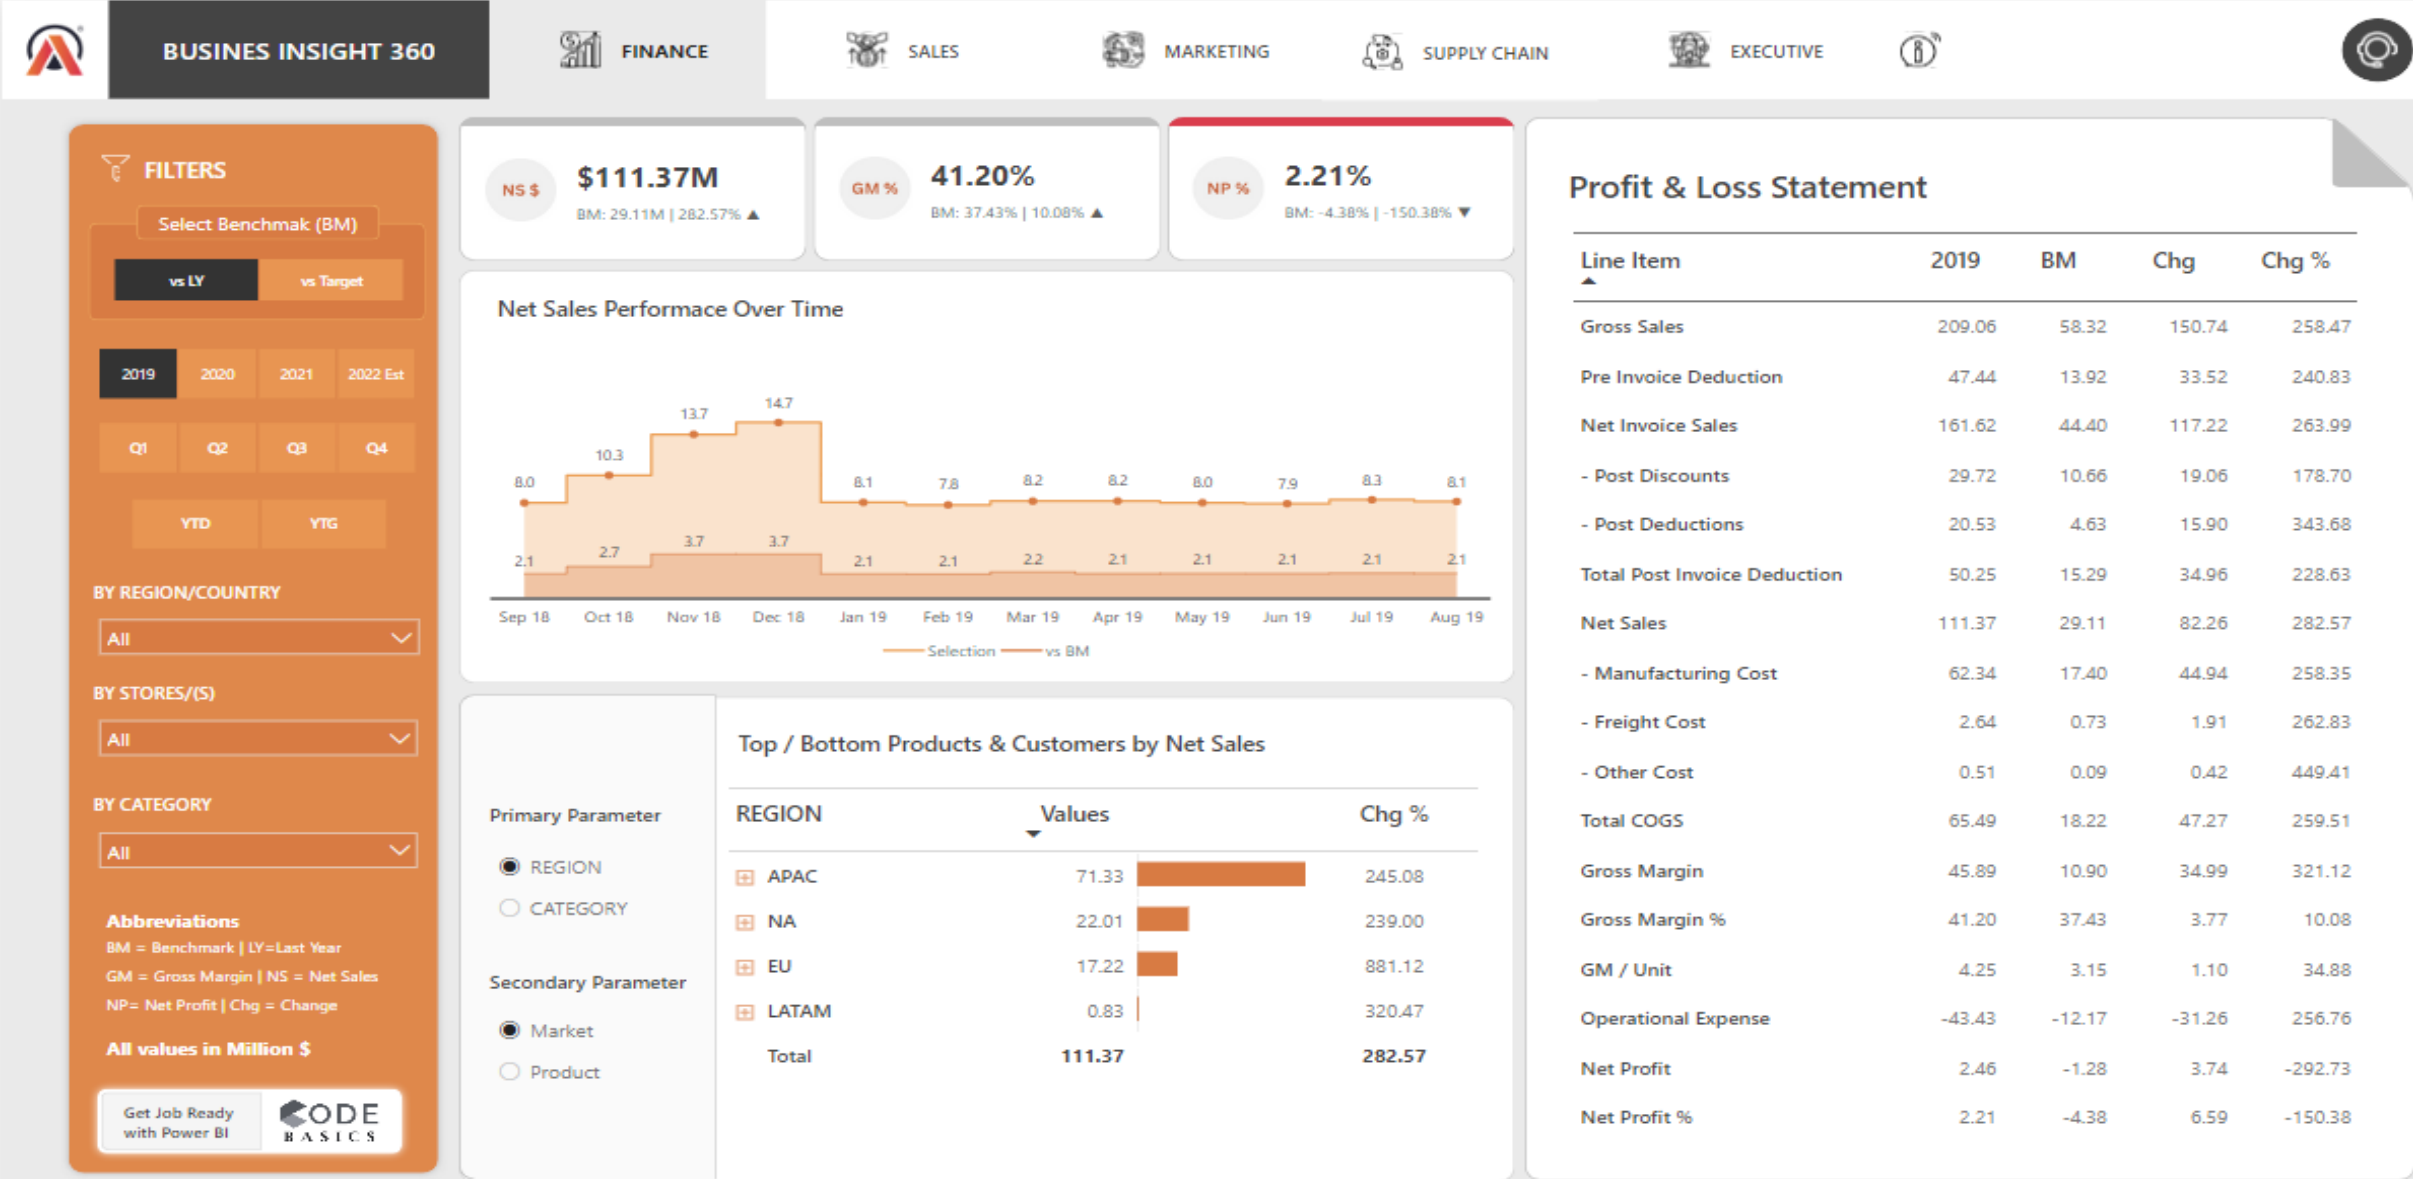 BUSINES INSIGHT 360
FINANCE
SALES
MARKETING
SUPPLY CHAIN
EXECUTIVE
FILTERS
Select Benchmak (BM)
vs LY
vs Target
2019
2020
2021
2022 Est
Q1
Q2
Q3
Q4
YTD
YTG
BY REGION/COUNTRY
All
BY STORES/(S)
All
BY CATEGORY
All
Abbreviations
BM = Benchmark | LY=Last Year
GM = Gross Margin | NS = Net Sales
NP= Net Profit | Chg = Change
All values in Million $
Get Job Ready
with Power BI
CODE
BASICS
NS $
$111.37M
BM: 29.11M | 282.57% ▲
GM %
41.20%
BM: 37.43% | 10.08% ▲
NP %
2.21%
BM: -4.38% | -150.38% ▼
Net Sales Performace Over Time
8.0 10.3 13.7 14.7 8.1 7.8 8.2 8.2 8.0 7.9 8.3 8.1
2.1 2.7 3.7 3.7 2.1 2.1 2.2 2.1 2.1 2.1 2.1 2.1
Sep 18 Oct 18 Nov 18 Dec 18 Jan 19 Feb 19 Mar 19 Apr 19 May 19 Jun 19 Jul 19 Aug 19
Selection vs BM
Primary Parameter
REGION
CATEGORY
Secondary Parameter
Market
Product
Top / Bottom Products & Customers by Net Sales
REGION Values Chg %
APAC 71.33 245.08
NA 22.01 239.00
EU 17.22 881.12
LATAM 0.83 320.47
Total 111.37 282.57
Profit & Loss Statement
Line Item 2019 BM Chg Chg %
Gross Sales 209.06 58.32 150.74 258.47
Pre Invoice Deduction 47.44 13.92 33.52 240.83
Net Invoice Sales 161.62 44.40 117.22 263.99
- Post Discounts 29.72 10.66 19.06 178.70
- Post Deductions 20.53 4.63 15.90 343.68
Total Post Invoice Deduction 50.25 15.29 34.96 228.63
Net Sales 111.37 29.11 82.26 282.57
- Manufacturing Cost 62.34 17.40 44.94 258.35
- Freight Cost 2.64 0.73 1.91 262.83
- Other Cost 0.51 0.09 0.42 449.41
Total COGS 65.49 18.22 47.27 259.51
Gross Margin 45.89 10.90 34.99 321.12
Gross Margin % 41.20 37.43 3.77 10.08
GM / Unit 4.25 3.15 1.10 34.88
Operational Expense -43.43 -12.17 -31.26 256.76
Net Profit 2.46 -1.28 3.74 -292.73
Net Profit % 2.21 -4.38 6.59 -150.38